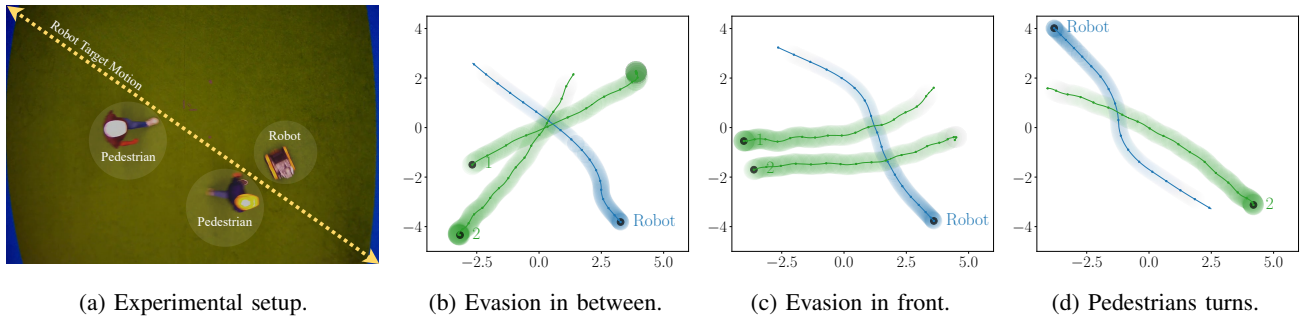 Robot Target Motion
Robot
Pedestrian
Pedestrian
4
2
0
−2
−4
−2.5
0.0
2.5
5.0
1
2
Robot
4
2
0
−2
−4
−2.5
0.0
2.5
5.0
1
2
Robot
4
2
0
−2
−4
−2.5
0.0
2.5
5.0
Robot
2
(a) Experimental setup.
(b) Evasion in between.
(c) Evasion in front.
(d) Pedestrians turns.